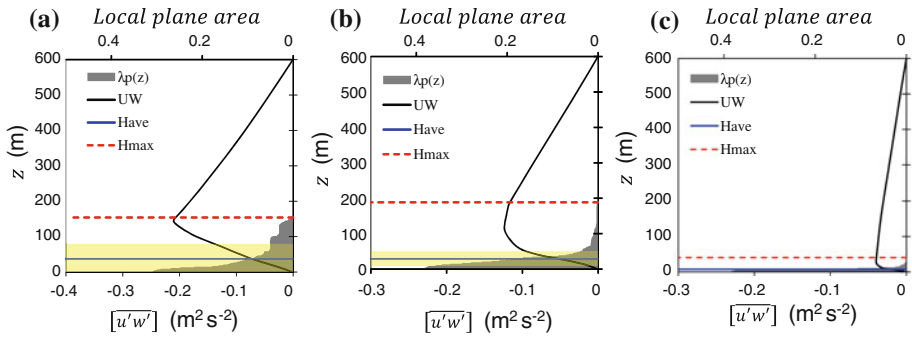 (a)
Local plane area
0.4 0.2 0
600
500
400
300
200
100
0
z (m)
λp(z)
UW
Have
Hmax
-0.4 -0.3 -0.2 -0.1 0
[u′w′] (m² s⁻²)
(b)
Local plane area
0.4 0.2 0
600
500
400
300
200
100
0
z (m)
λp(z)
UW
Have
Hmax
-0.3 -0.2 -0.1 0
[u′w′] (m² s⁻²)
(c)
Local plane area
0.4 0.2 0
600
500
400
300
200
100
0
z (m)
λp(z)
UW
Have
Hmax
-0.3 -0.2 -0.1 0
[u′w′] (m² s⁻²)